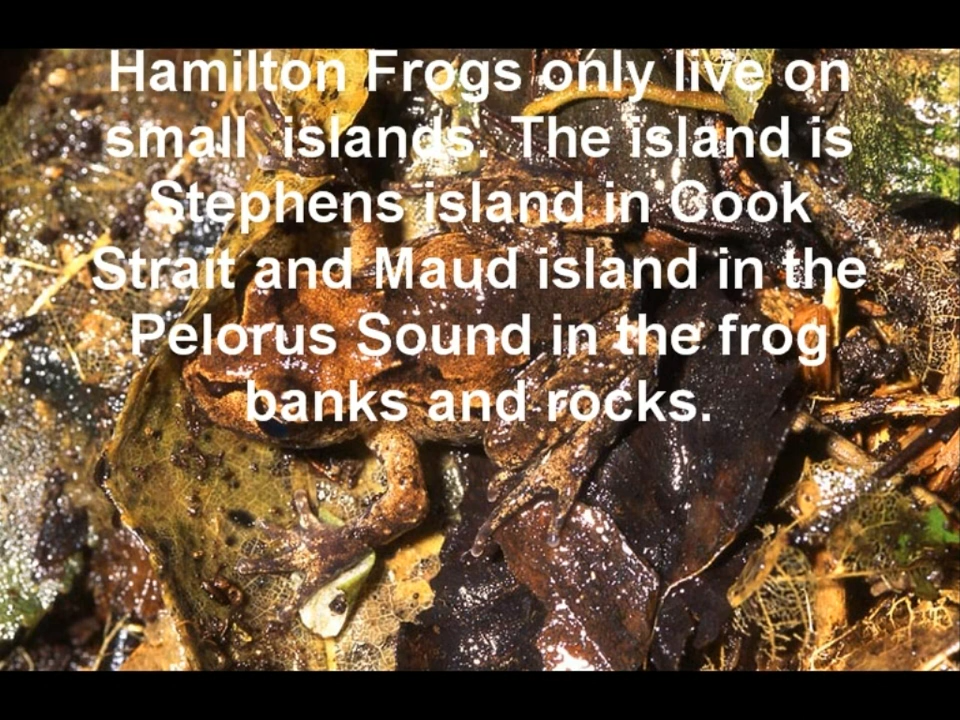 Hamilton Frogs only live on
small  islands. The island is
Stephens island in Cook
Strait and Maud island in the
Pelorus Sound in the frog
banks and rocks.